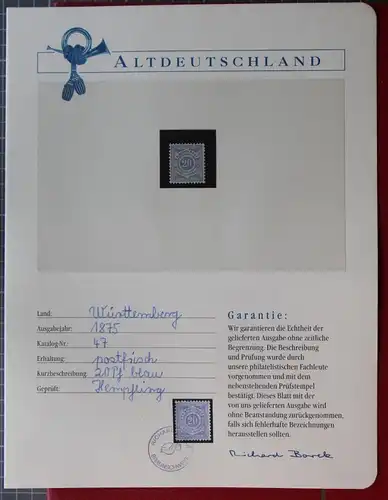 ALTDEUTSCHLAND
20
Land: Württemberg
Ausgabejahr: 1875
Katalog-Nr.: 47
Erhaltung: postfrisch
Kurzbeschreibung: 20 Pf blau
Geprüft: Hempfling
20
Garantie:
Wir garantieren die Echtheit der
gelieferten Ausgabe ohne zeitliche
Begrenzung. Die Beschreibung
und Prüfung wurde durch
unsere philatelistischen Fachleute
vorgenommen und mit dem
nebenstehenden Prüfstempel
bestätigt. Dieses Blatt mit der
von uns gelieferten Ausgabe wird
ohne Beanstandung zurückgenommen,
falls sich fehlerhafte Bezeichnungen
herausstellen sollten.
Richard Borek